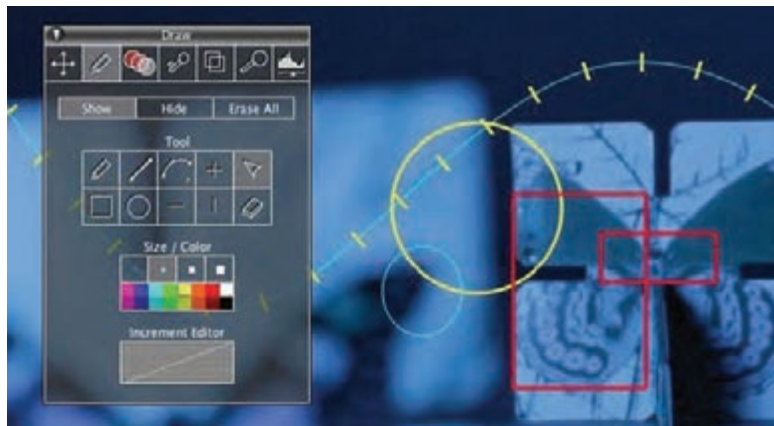 Draw
Show Hide Erase All
Tool
Size / Color
Increment Editor